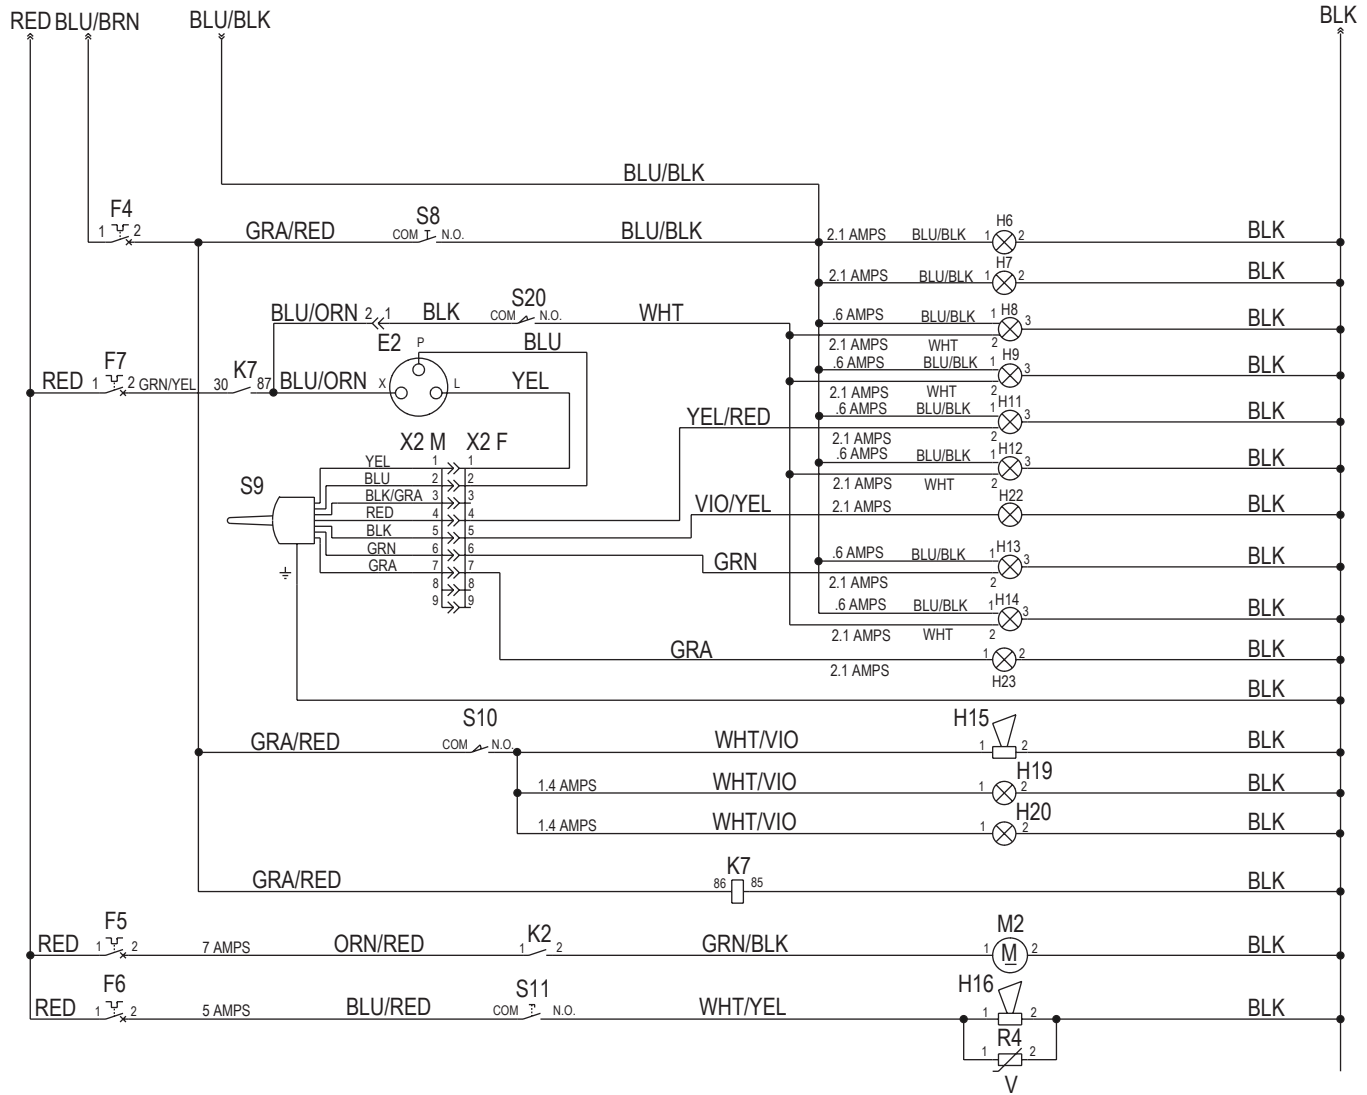 RED BLU/BRN BLU/BLK BLK
BLU/BLK
F4 S8 H6
1 2 GRA/RED COM N.O. BLU/BLK 2.1 AMPS BLU/BLK 1 2 BLK
H7
2.1 AMPS BLU/BLK 1 2 BLK
BLU/ORN 2 1 BLK S20 COM N.O. WHT .6 AMPS BLU/BLK 1 H8 3 BLK
E2 P BLU 2.1 AMPS WHT 2
F7 K7 .6 AMPS BLU/BLK 1 H9 3 BLK
RED 1 2 GRN/YEL 30 87 BLU/ORN X L YEL 2.1 AMPS WHT 2
YEL/RED .6 AMPS BLU/BLK 1 H11 3 BLK
X2 M X2 F 2.1 AMPS 2
YEL 1 1 .6 AMPS BLU/BLK 1 H12 3 BLK
S9 BLU 2 2 2.1 AMPS WHT 2
BLK/GRA 3 3
RED 4 4 VIO/YEL 2.1 AMPS H22 BLK
BLK 5 5
GRN 6 6 GRN .6 AMPS BLU/BLK 1 H13 3 BLK
GRA 7 7 2.1 AMPS 2
8 8
9 9 .6 AMPS BLU/BLK 1 H14 3 BLK
2.1 AMPS WHT 2
GRA 2.1 AMPS 1 2 BLK
H23
BLK
S10 H15
GRA/RED COM N.O. WHT/VIO 1 2 BLK
H19
1.4 AMPS WHT/VIO 1 2 BLK
H20
1.4 AMPS WHT/VIO 1 2 BLK
K7
GRA/RED 86 85 BLK
F5 K2 M2
RED 1 2 7 AMPS ORN/RED 1 2 GRN/BLK 1 M 2 BLK
F6 S11 H16
RED 1 2 5 AMPS BLU/RED COM N.O. WHT/YEL 1 2 BLK
R4
1 2
V